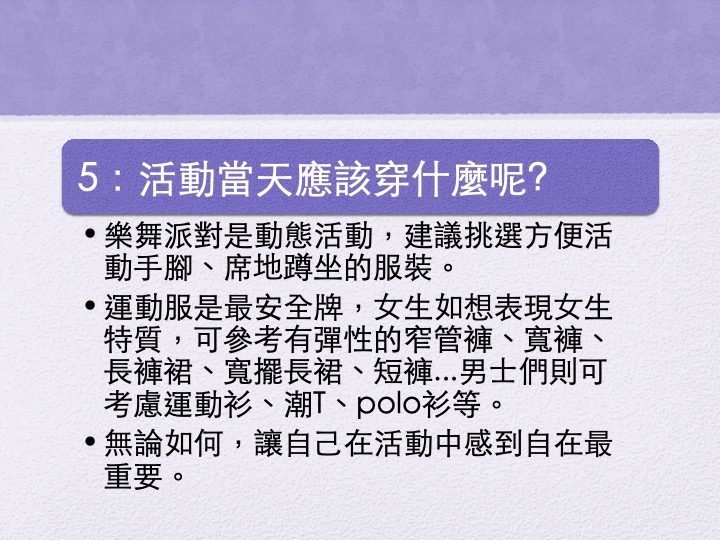 5：活動當天應該穿什麼呢?
• 樂舞派對是動態活動，建議挑選方便活
動手腳、席地蹲坐的服裝。
• 運動服是最安全牌，女生如想表現女生
特質，可參考有彈性的窄管褲、寬褲、
長褲裙、寬擺長裙、短褲...男士們則可
考慮運動衫、潮T、polo衫等。
• 無論如何，讓自己在活動中感到自在最
重要。